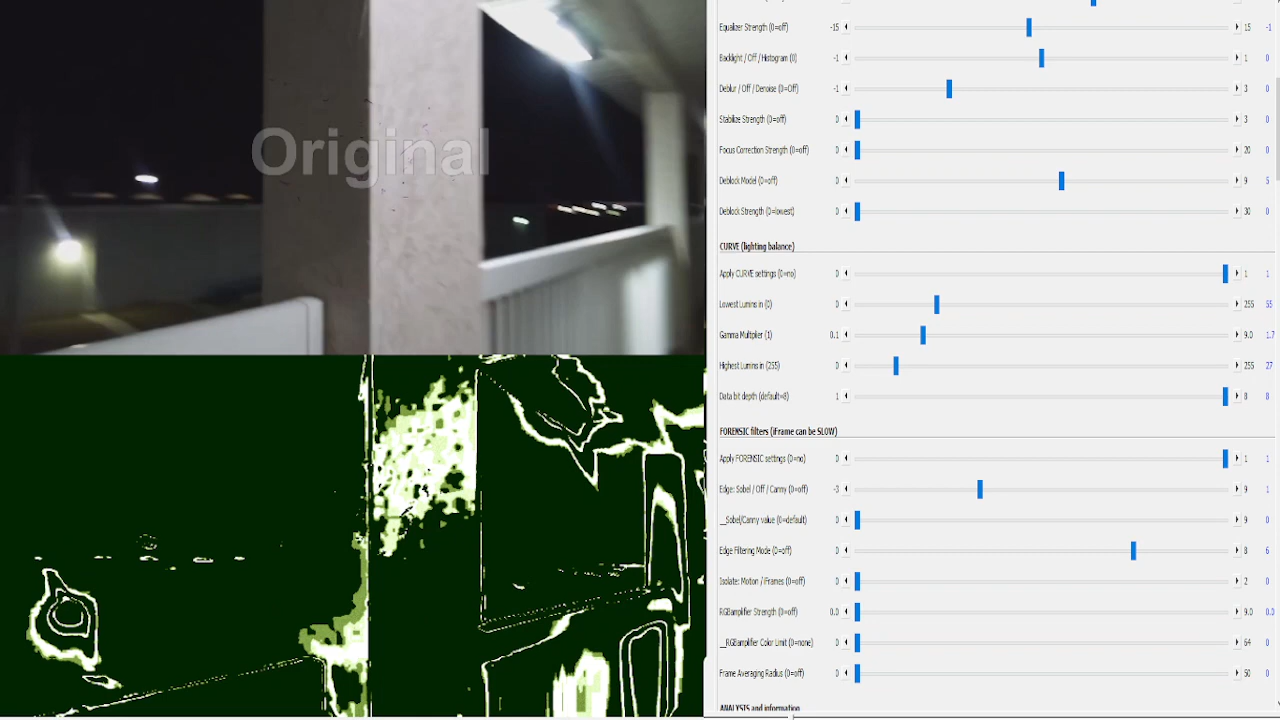 Original
Equalizer Strength (0=off) -15 15 -1
Backlight / Off / Histogram (0) -1 1 0
Deblur / Off / Denoise (0=Off) -1 3 0
Stabilize Strength (0=off) 0 3 0
Focus Correction Strength (0=off) 0 20 0
Deblock Model (0=off) 0 9 5
Deblock Strength (0=lowest) 0 30 0
CURVE (lighting balance)
Apply CURVE settings (0=no) 0 1 1
Lowest Lumins in (0) 0 255 55
Gamma Multiplier (1) 0.1 9.0 1.7
Highest Lumins in (255) 0 255 27
Data bit depth (default=8) 1 8 8
FORENSIC filters (iFrame can be SLOW)
Apply FORENSIC settings (0=no) 0 1 1
Edge: Sobel / Off / Canny (0=off) -3 9 1
__Sobel/Canny value (0=default) 0 9 0
Edge Filtering Mode (0=off) 0 8 6
Isolate: Motion / iFrames (0=off) 0 2 0
RGBamplifier Strength (0=off) 0.0 9.0 0.0
__RGBamplifier Color Limit (0=none) 0 64 0
Frame Averaging Radius (0=off) 0 50 0
ANALYSIS and information